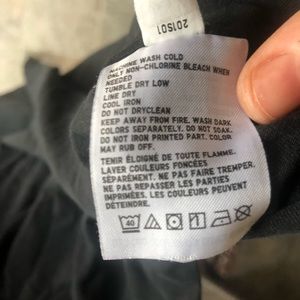 201S01
MACHINE WASH COLD
ONLY NON-CHLORINE BLEACH WHEN
NEEDED
TUMBLE DRY LOW
LINE DRY
COOL IRON
DO NOT DRYCLEAN
KEEP AWAY FROM FIRE. WASH DARK
COLORS SEPARATELY. DO NOT SOAK.
DO NOT IRON PRINTED PART. COLOR
MAY RUB OFF.
TENIR ÉLOIGNÉ DE TOUTE FLAMME.
LAVER COULEURS FONCÉES
SÉPARÉMENT. NE PAS FAIRE TREMPER.
NE PAS REPASSER LES PARTIES
IMPRIMÉES. LES COULEURS PEUVENT
DÉTEINDRE.
40